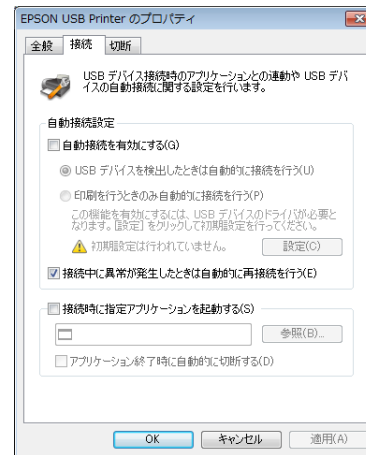 EPSON USB Printer のプロパティ
全般 接続 切断
USB デバイス接続時のアプリケーションとの連動や USB デバ
イスの自動接続に関する設定を行います。
自動接続設定
自動接続を有効にする(G)
USB デバイスを検出したときは自動的に接続を行う(U)
印刷を行うときのみ自動的に接続を行う(P)
この機能を有効にするには、USB デバイスのドライバが必要と
なります。[設定] をクリックして初期設定を行ってください。
初期設定は行われていません。 設定(C)
接続中に異常が発生したときは自動的に再接続を行う(E)
接続時に指定アプリケーションを起動する(S)
参照(B)...
アプリケーション終了時に自動的に切断する(D)
OK キャンセル 適用(A)